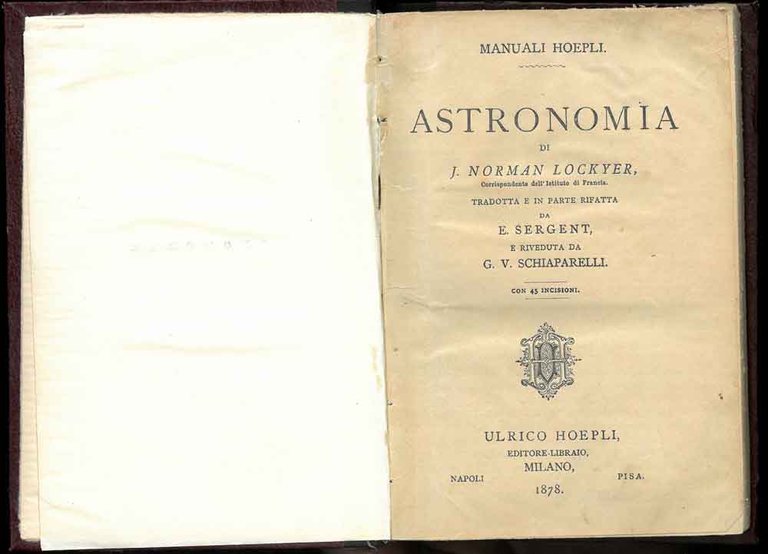 MANUALI HOEPLI.
ASTRONOMIA
DI
J. NORMAN LOCKYER,
Corrispondente dell' Istituto di Francia.
TRADOTTA E IN PARTE RIFATTA
DA
E. SERGENT,
E RIVEDUTA DA
G. V. SCHIAPARELLI.
CON 45 INCISIONI.
ULRICO HOEPLI,
EDITORE-LIBRAIO,
MILANO,
NAPOLI PISA.
1878.